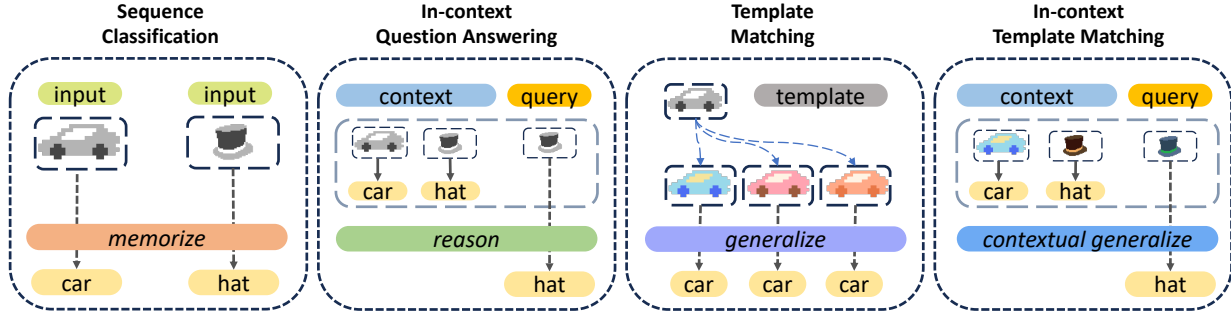 Sequence
Classification
input
input
memorize
car
hat
In-context
Question Answering
context
query
car
hat
reason
hat
Template
Matching
template
generalize
car
car
car
In-context
Template Matching
context
query
car
hat
contextual generalize
hat